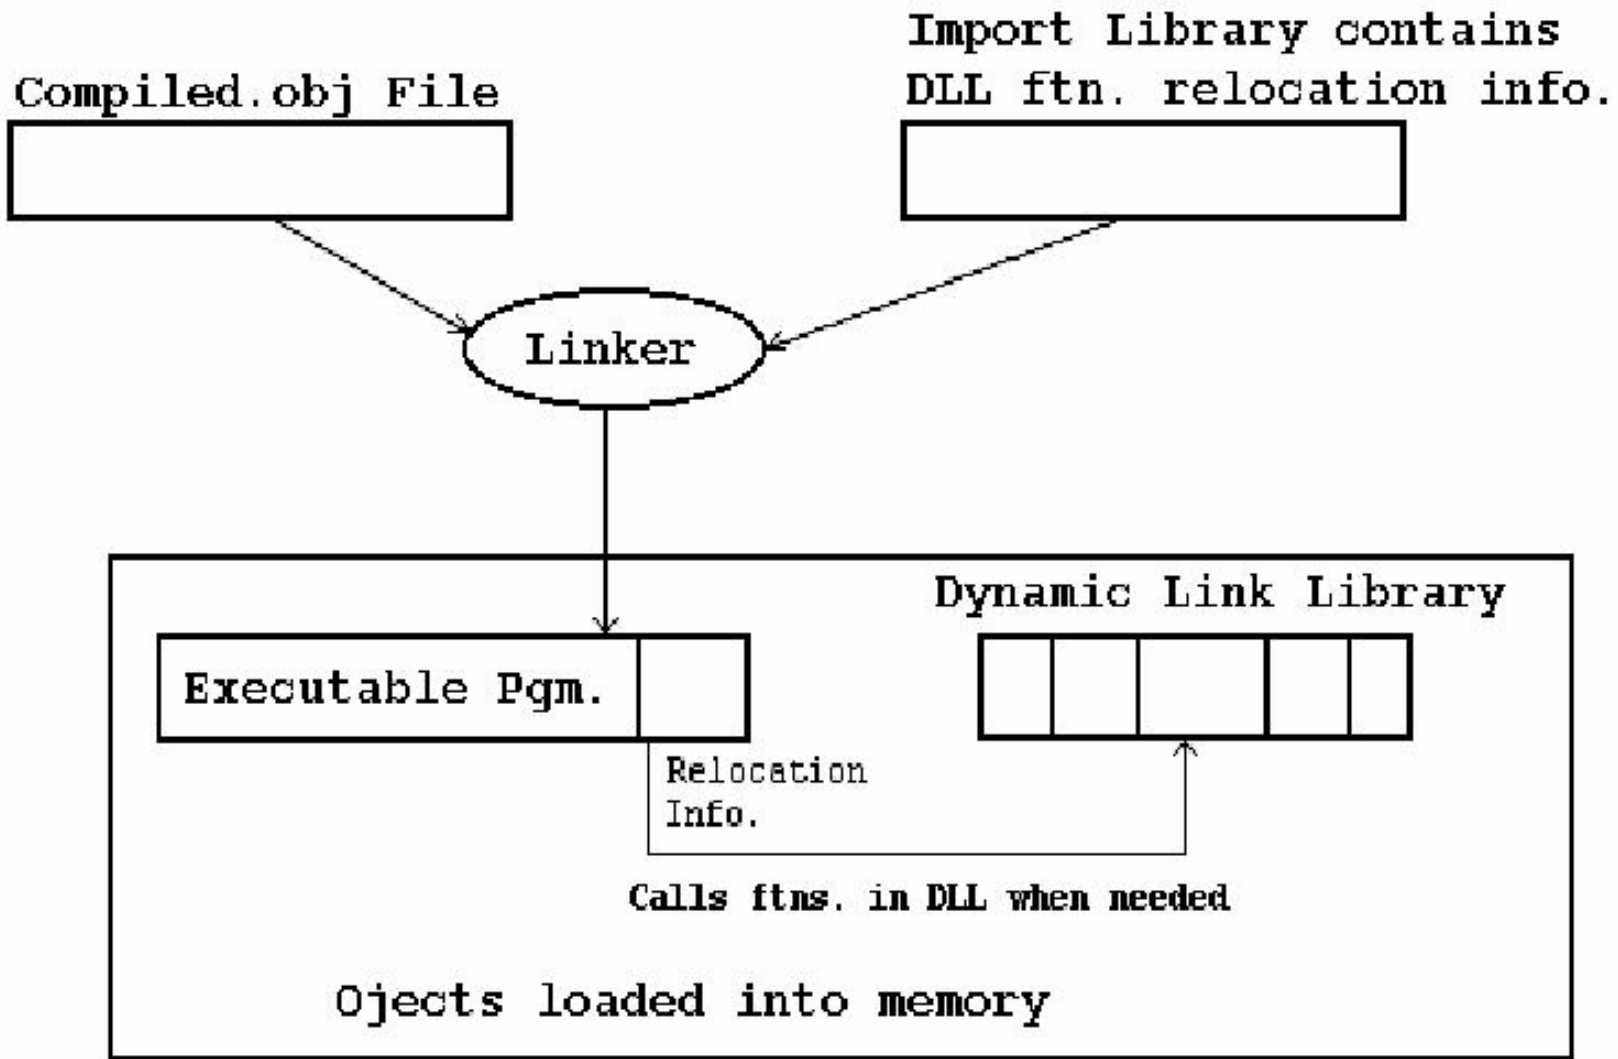 Import Library contains
DLL ftn. relocation info.
Compiled.obj File
Linker
Dynamic Link Library
Executable Pgm.
Relocation
Info.
Calls ftns. in DLL when needed
Ojects loaded into memory